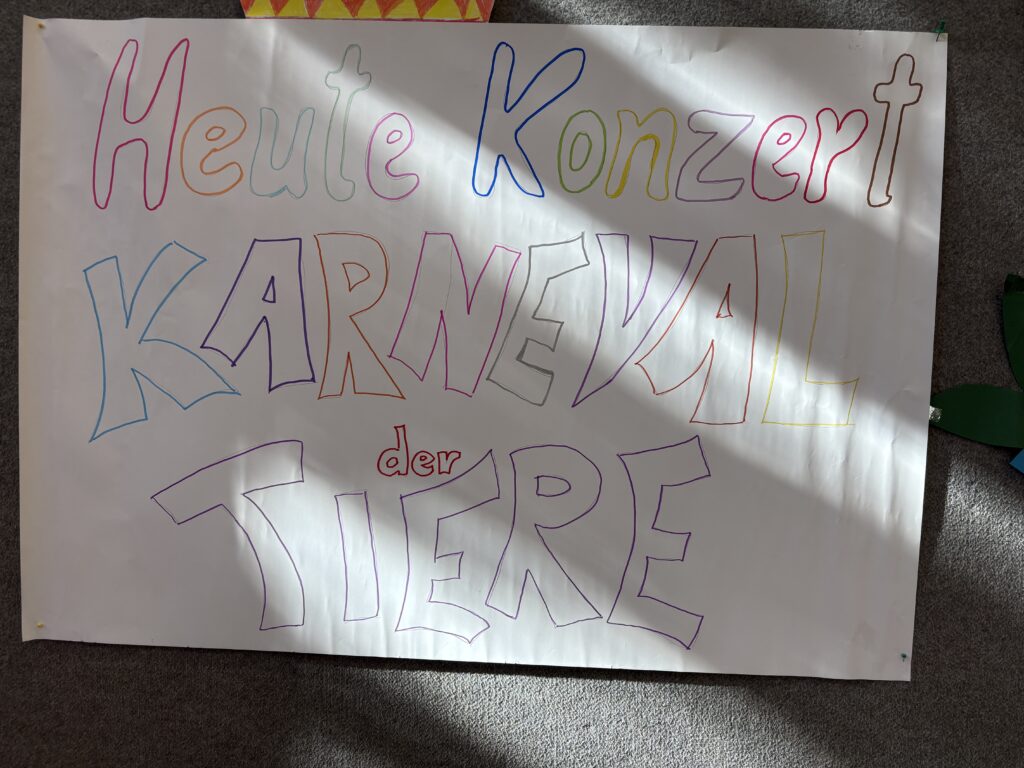 Heute Konzert
KARNEVAL
der
TIERE